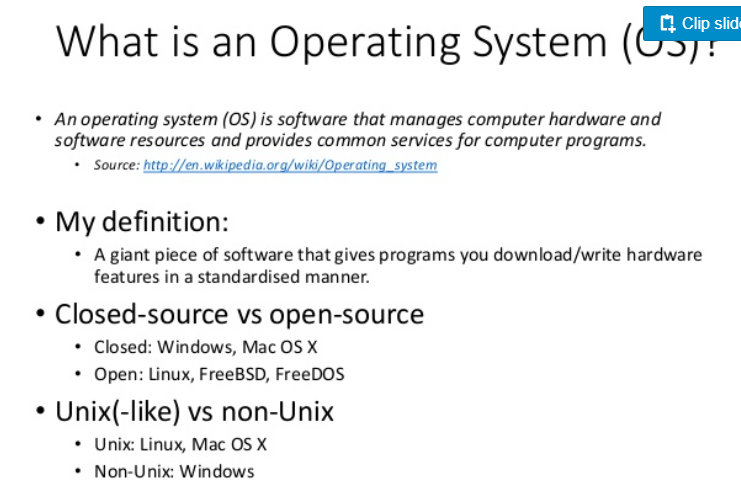 What is an Operating System (OS)?
Clip slide
• An operating system (OS) is software that manages computer hardware and
software resources and provides common services for computer programs.
• Source: http://en.wikipedia.org/wiki/Operating_system
• My definition:
• A giant piece of software that gives programs you download/write hardware
features in a standardised manner.
• Closed-source vs open-source
• Closed: Windows, Mac OS X
• Open: Linux, FreeBSD, FreeDOS
• Unix(-like) vs non-Unix
• Unix: Linux, Mac OS X
• Non-Unix: Windows